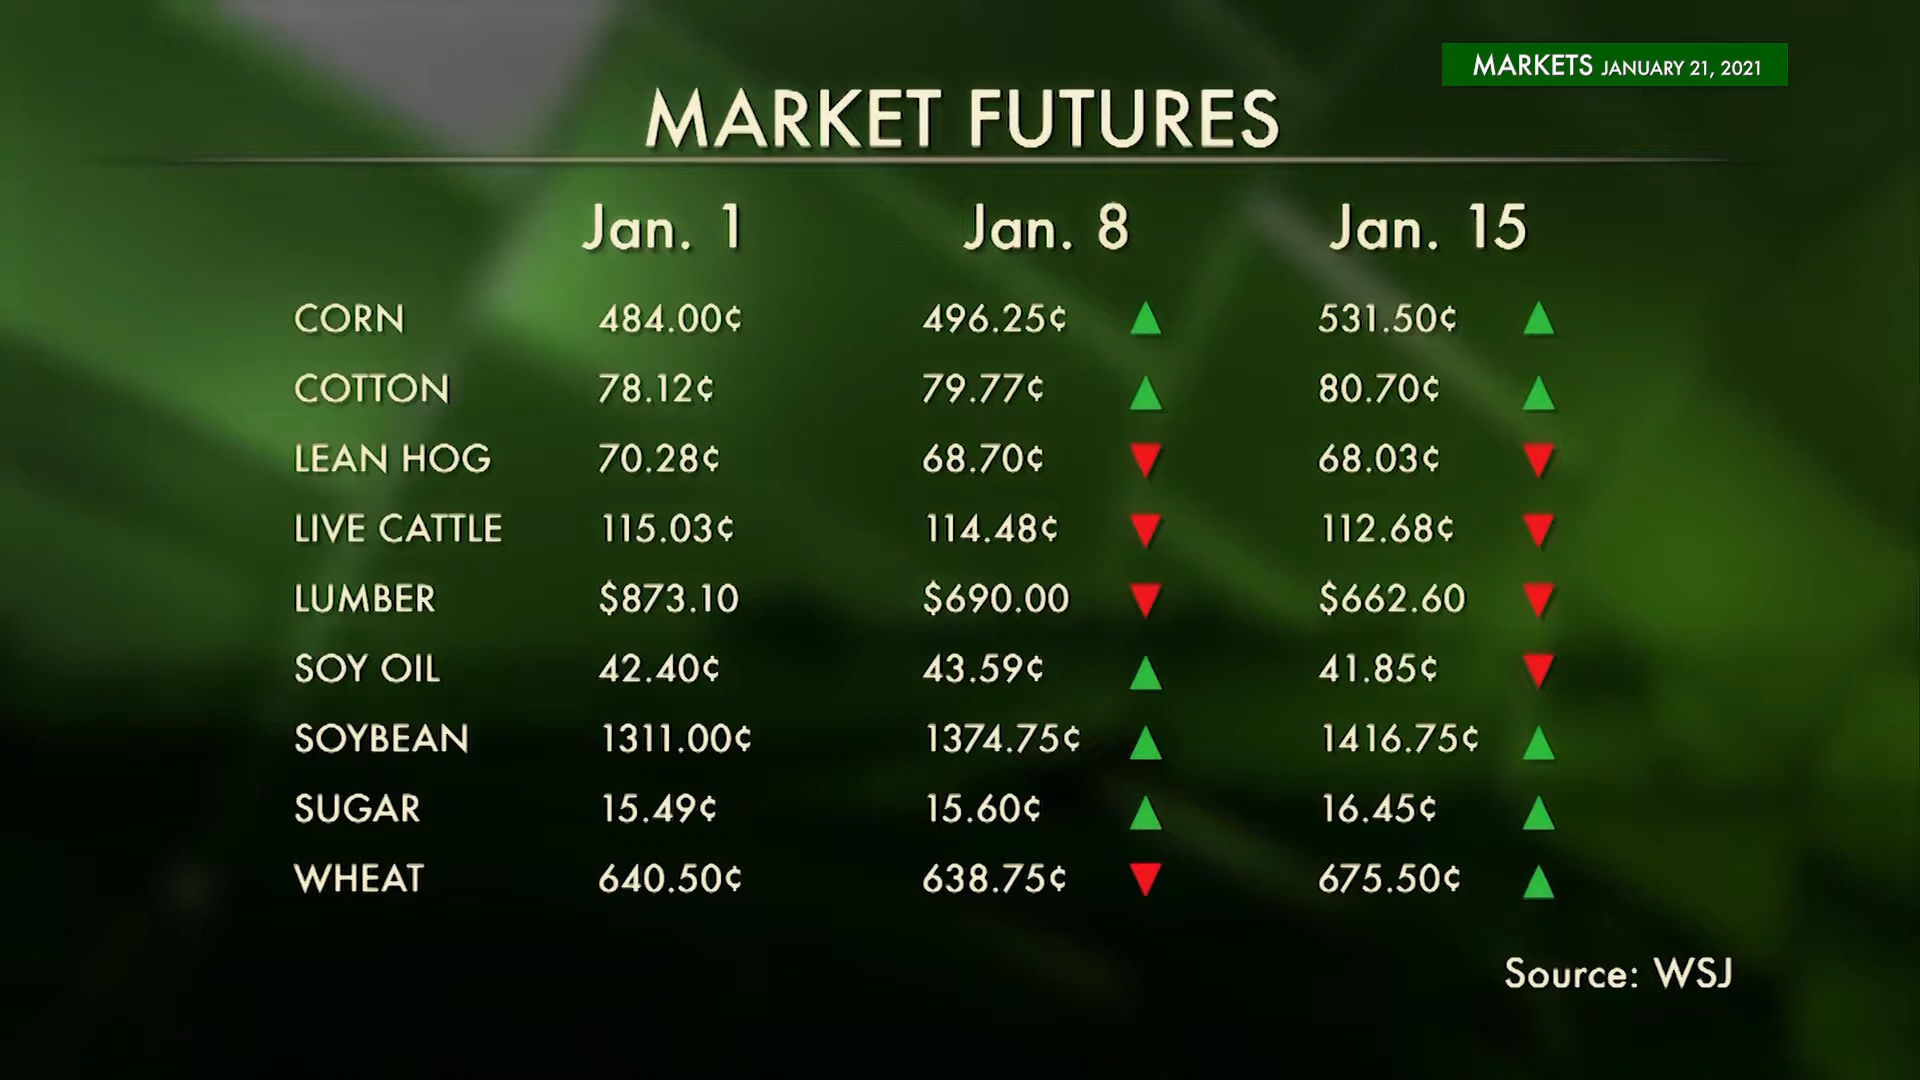 MARKETS JANUARY 21, 2021
MARKET FUTURES
Jan. 1 Jan. 8 Jan. 15
CORN 484.00¢ 496.25¢ 531.50¢
COTTON 78.12¢ 79.77¢ 80.70¢
LEAN HOG 70.28¢ 68.70¢ 68.03¢
LIVE CATTLE 115.03¢ 114.48¢ 112.68¢
LUMBER $873.10 $690.00 $662.60
SOY OIL 42.40¢ 43.59¢ 41.85¢
SOYBEAN 1311.00¢ 1374.75¢ 1416.75¢
SUGAR 15.49¢ 15.60¢ 16.45¢
WHEAT 640.50¢ 638.75¢ 675.50¢
Source: WSJ